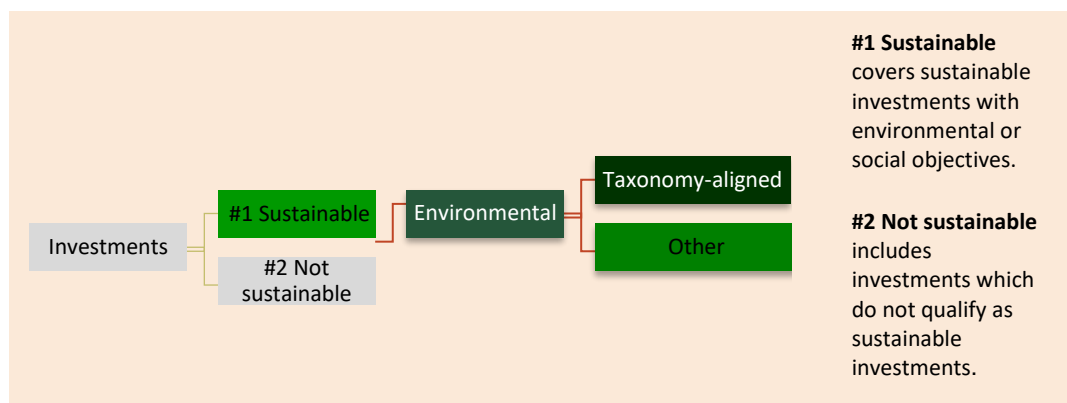 Investments
#1 Sustainable
#2 Not
sustainable
Environmental
Taxonomy-aligned
Other
#1 Sustainable
covers sustainable
investments with
environmental or
social objectives.
#2 Not sustainable
includes
investments which
do not qualify as
sustainable
investments.